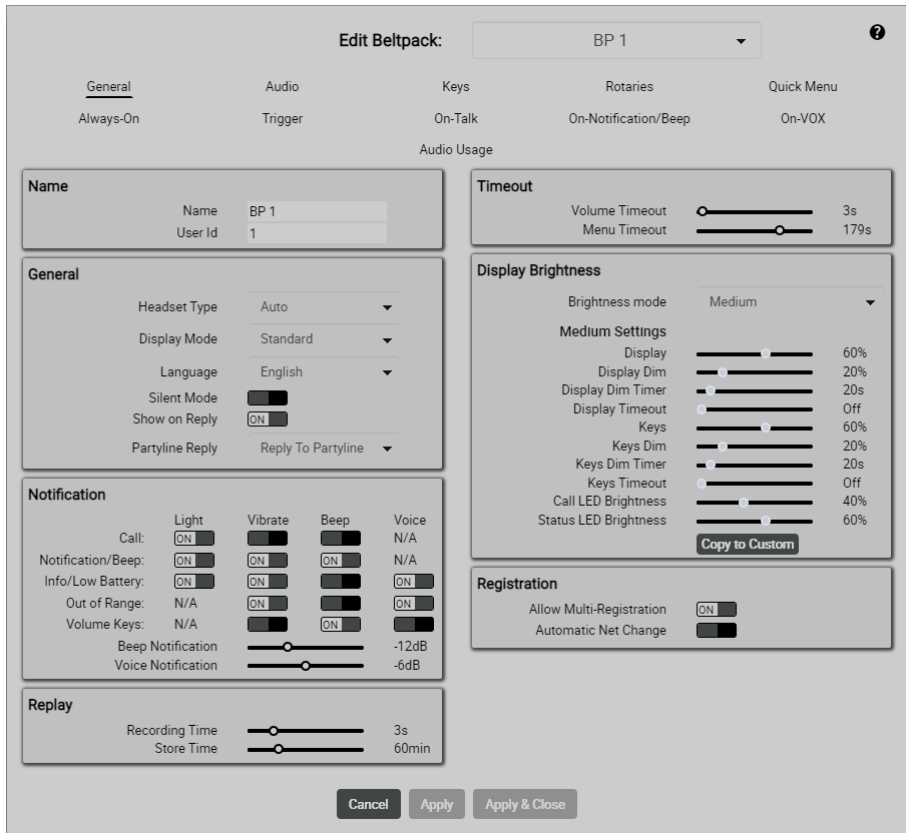 Edit Beltpack: BP 1 ?
General Audio Keys Rotaries Quick Menu
Always-On Trigger On-Talk On-Notification/Beep On-VOX
Audio Usage
Name
Name BP 1
User Id 1
General
Headset Type Auto
Display Mode Standard
Language English
Silent Mode
Show on Reply ON
Partyline Reply Reply To Partyline
Notification
Light Vibrate Beep Voice
Call: ON N/A
Notification/Beep: ON ON ON N/A
Info/Low Battery: ON ON ON
Out of Range: N/A ON ON
Volume Keys: N/A ON
Beep Notification -12dB
Voice Notification -6dB
Replay
Recording Time 3s
Store Time 60min
Timeout
Volume Timeout 3s
Menu Timeout 179s
Display Brightness
Brightness mode Medium
Medium Settings
Display 60%
Display Dim 20%
Display Dim Timer 20s
Display Timeout Off
Keys 60%
Keys Dim 20%
Keys Dim Timer 20s
Keys Timeout Off
Call LED Brightness 40%
Status LED Brightness 60%
Copy to Custom
Registration
Allow Multi-Registration ON
Automatic Net Change
Cancel Apply Apply & Close